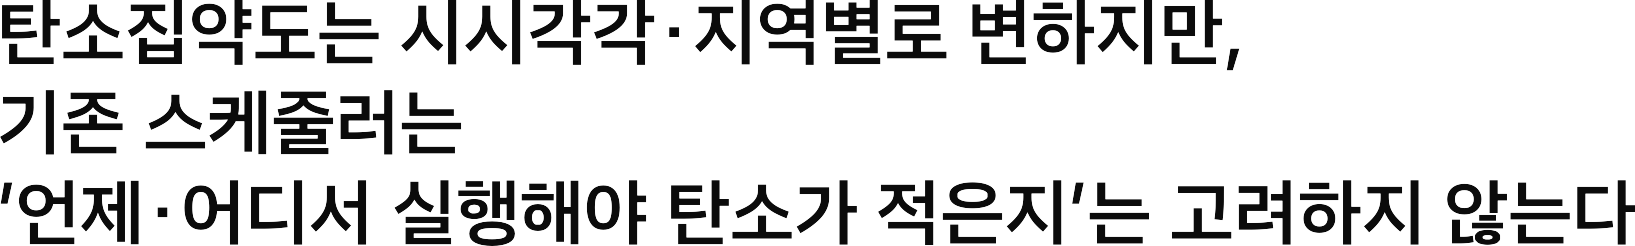 탄소집약도는 시시각각·지역별로 변하지만,
기존 스케줄러는
'언제·어디서 실행해야 탄소가 적은지'는 고려하지 않는다